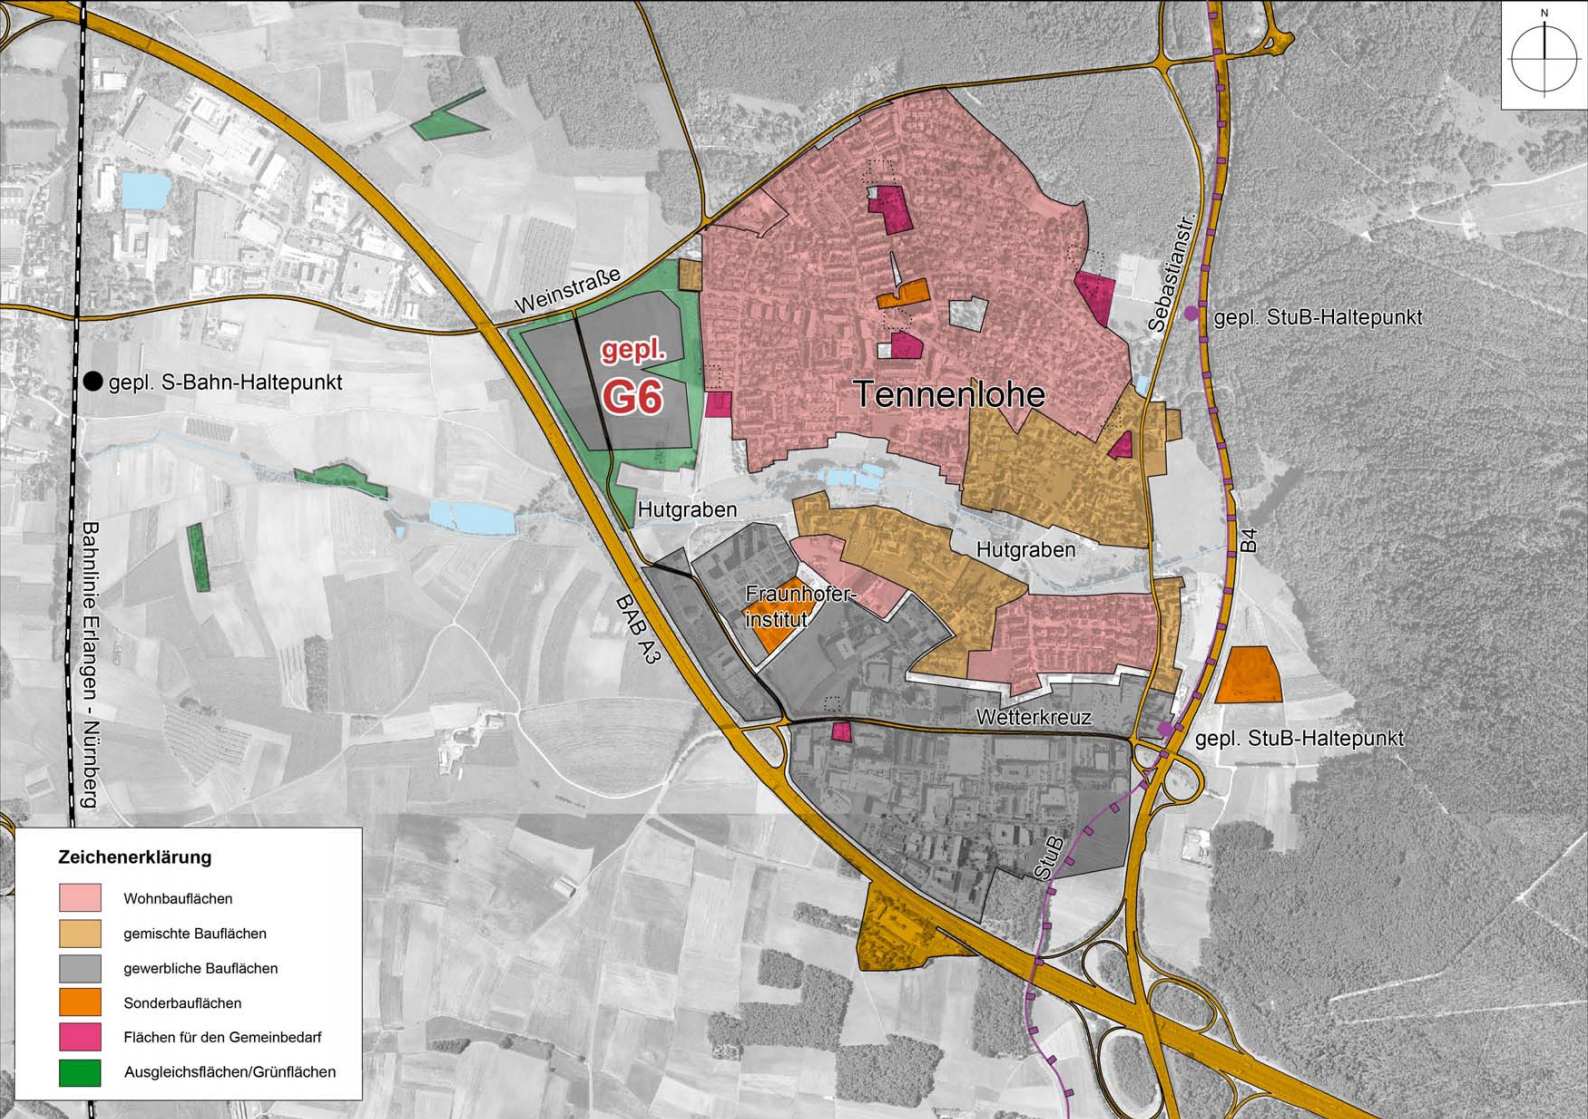 N
Weinstraße
gepl.
G6
Sebastianstr.
gepl. StuB-Haltepunkt
gepl. S-Bahn-Haltepunkt
Tennenlohe
Hutgraben
Hutgraben
B4
Fraunhofer-
institut
BAB A3
Bahnlinie Erlangen - Nürnberg
Wetterkreuz
gepl. StuB-Haltepunkt
StuB
Zeichenerklärung
Wohnbauflächen
gemischte Bauflächen
gewerbliche Bauflächen
Sonderbauflächen
Flächen für den Gemeinbedarf
Ausgleichsflächen/Grünflächen